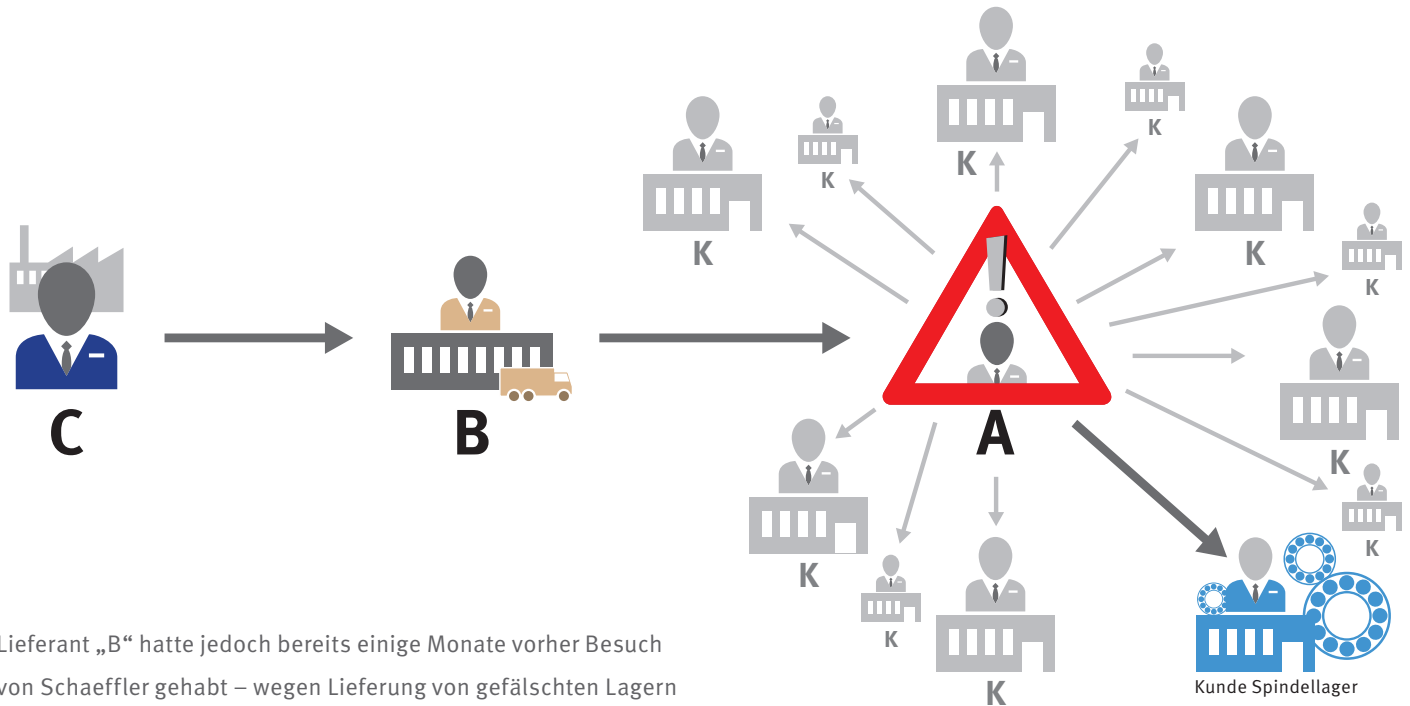 K
K
K
K
K
K
K
C
B
A
K
K
K
K
K
Kunde Spindellager
Lieferant „B“ hatte jedoch bereits einige Monate vorher Besuch
von Schaeffler gehabt – wegen Lieferung von gefälschten Lagern